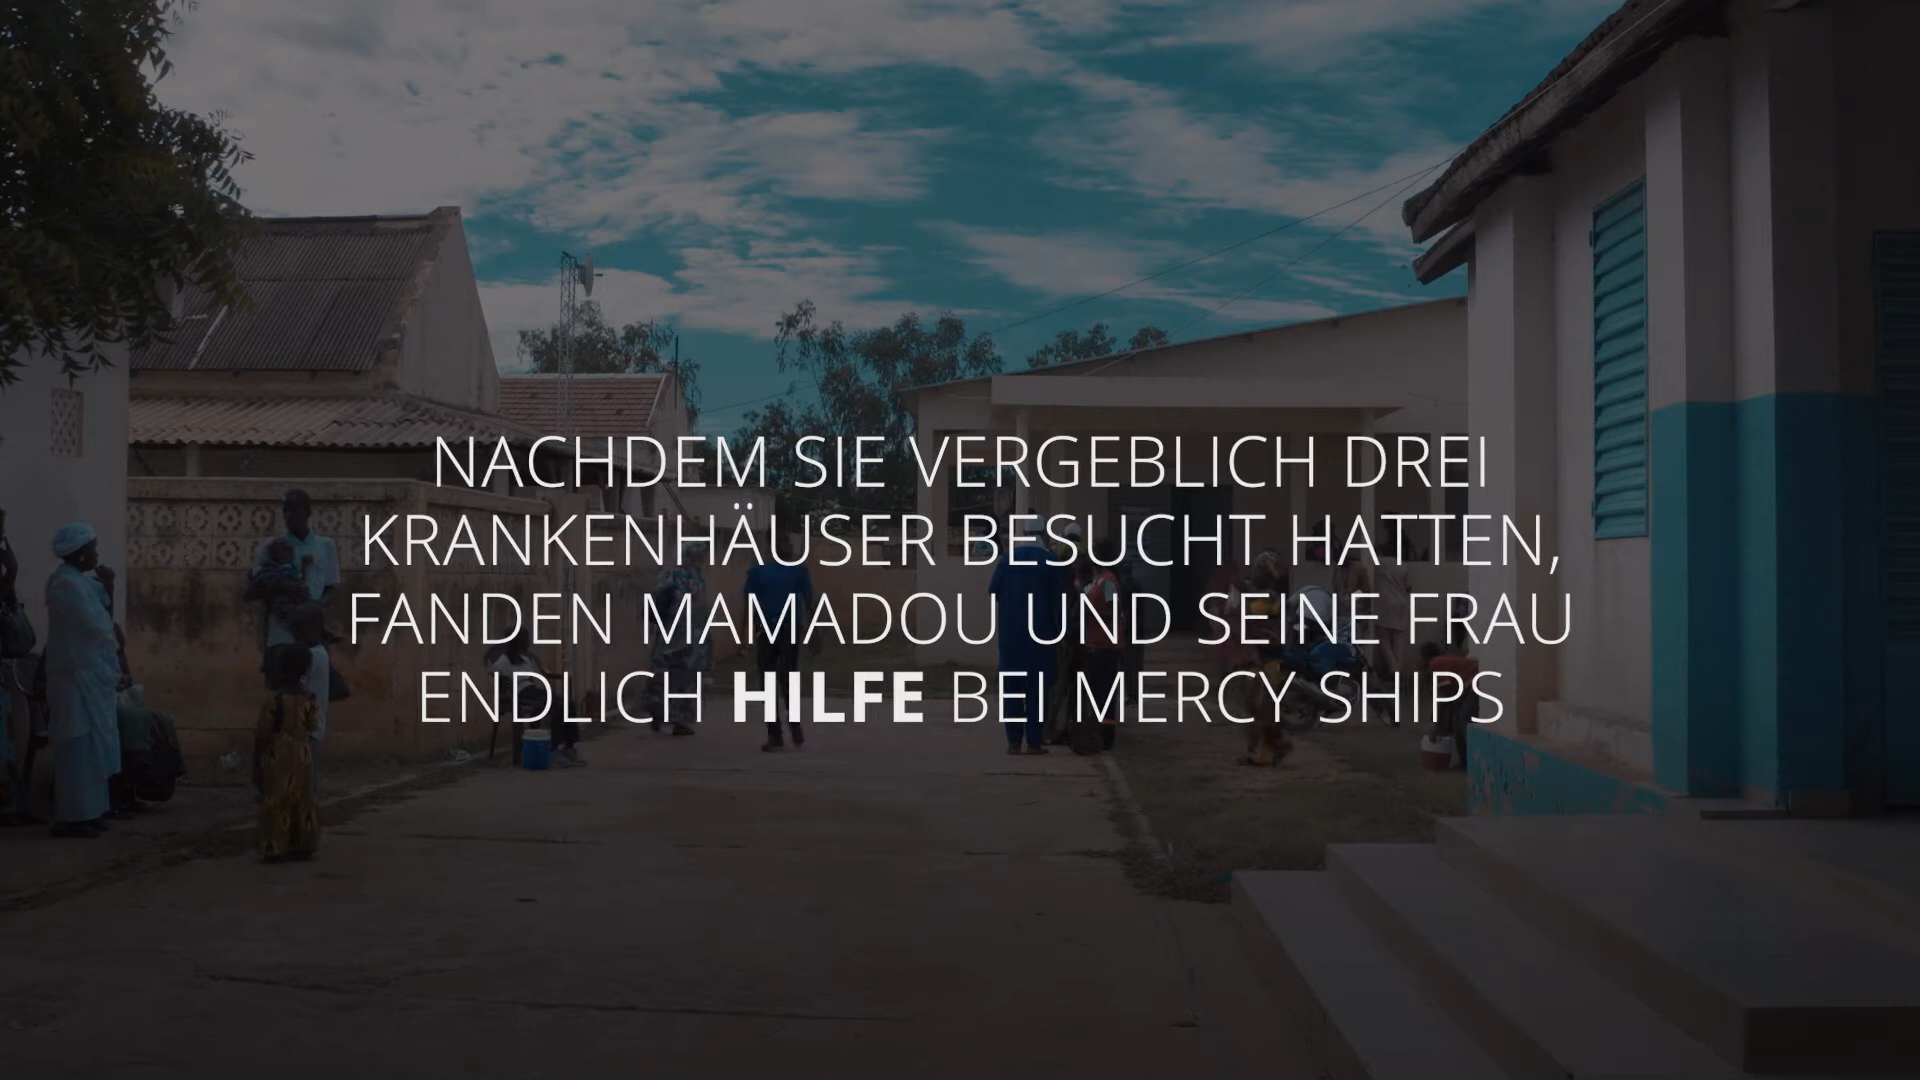 NACHDEM SIE VERGEBLICH DREI
KRANKENHÄUSER BESUCHT HATTEN,
FANDEN MAMADOU UND SEINE FRAU
ENDLICH HILFE BEI MERCY SHIPS